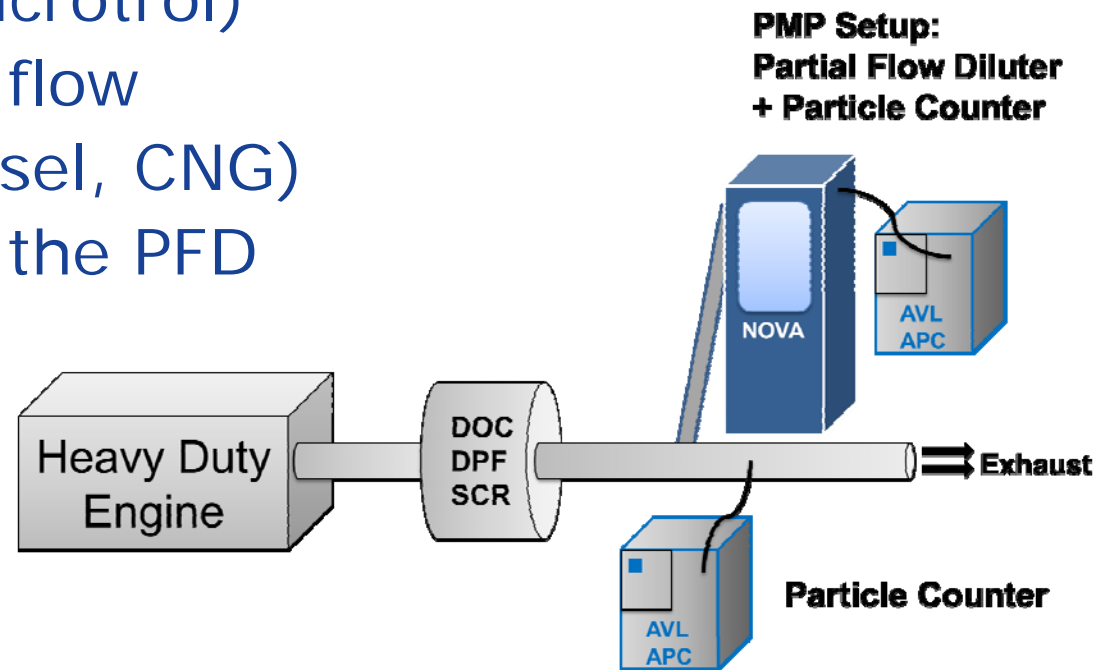 flow
sel, CNG)
the PFD
PMP Setup:
Partial Flow Diluter
+ Particle Counter
NOVA
AVL
APC
Heavy Duty
Engine
DOC
DPF
SCR
Exhaust
AVL
APC
Particle Counter